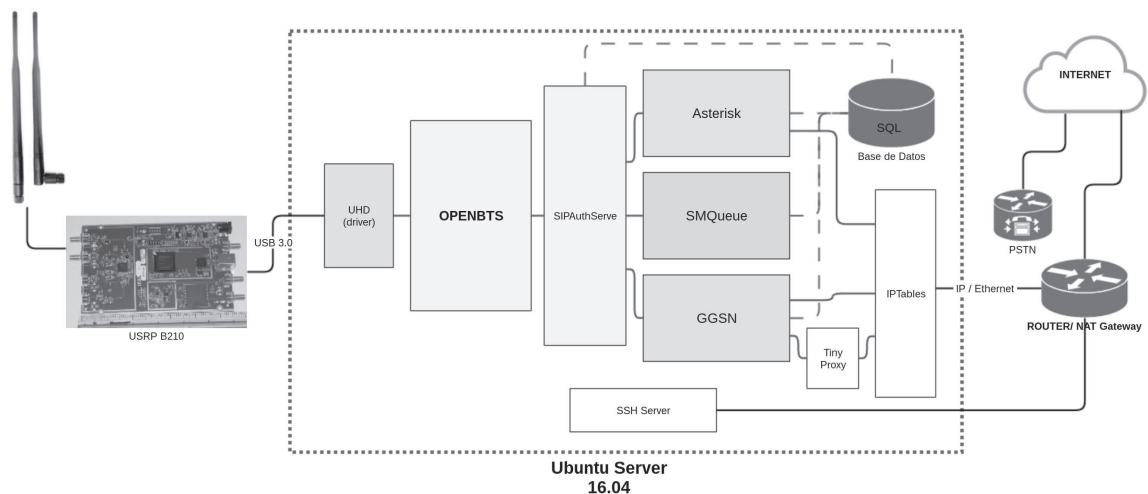 INTERNET
Asterisk
SQL
Base de Datos
UHD
(driver)
OPENBTS
SIPAuthServe
SMQueue
USB 3.0
PSTN
GGSN
IPTables
IP / Ethernet
ROUTER/ NAT Gateway
USRP B210
Tiny
Proxy
SSH Server
Ubuntu Server
16.04